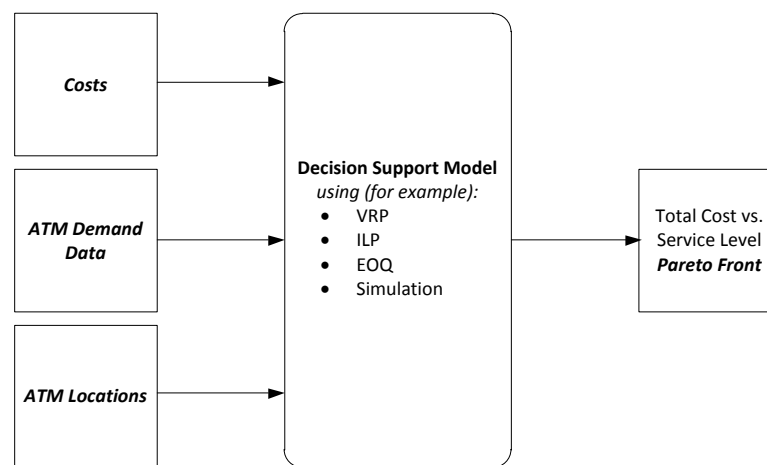 Costs
ATM Demand
Data
ATM Locations
Decision Support Model
using (for example):
• VRP
• ILP
• EOQ
• Simulation
Total Cost vs.
Service Level
Pareto Front